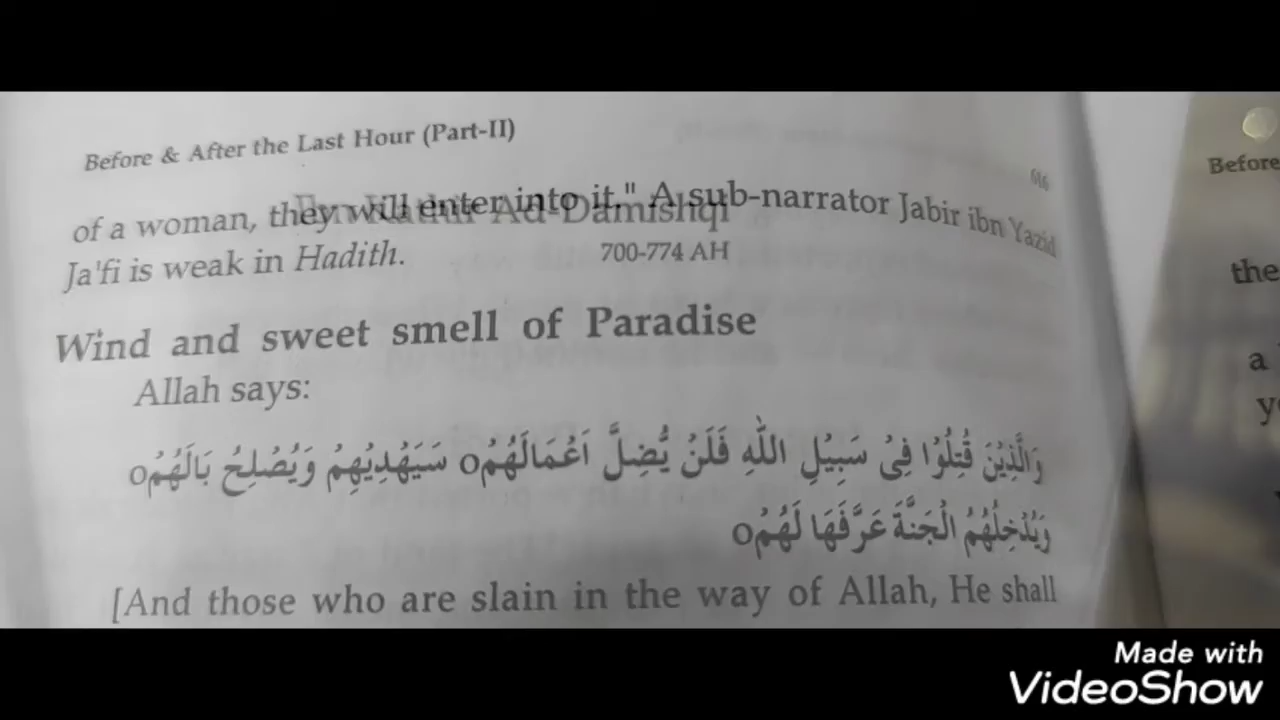 Before & After the Last Hour (Part-II)
616
of a woman, they will enter into it." A sub-narrator Jabir ibn Yazid
Ad-Damishqi
Ja'fi is weak in Hadith.
700-774 AH
Wind and sweet smell of Paradise
Allah says:
وَالَّذِيْنَ قُتِلُوْا فِىْ سَبِيْلِ اللّٰهِ فَلَنْ يُّضِلَّ اَعْمَالَهُمْo سَيَهْدِيْهِمْ وَيُصْلِحُ بَالَهُمْo
وَيُدْخِلُهُمُ الْجَنَّةَ عَرَّفَهَا لَهُمْo
[And those who are slain in the way of Allah, He shall
Before
the
a
Made with
VideoShow